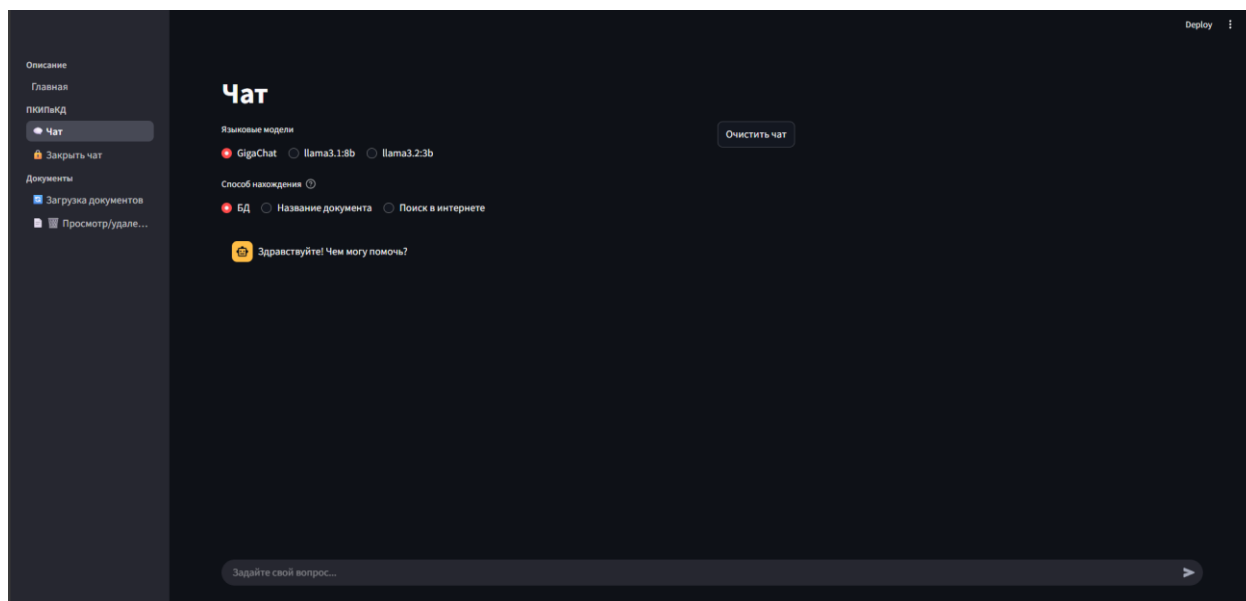 Deploy
Описание
Главная
ПКИПвКД
Чат
Закрыть чат
Документы
Загрузка документов
Просмотр/удале...
Чат
Языковые модели
Очистить чат
GigaChat llama3.1:8b llama3.2:3b
Способ нахождения
БД Название документа Поиск в интернете
Здравствуйте! Чем могу помочь?
Задайте свой вопрос...